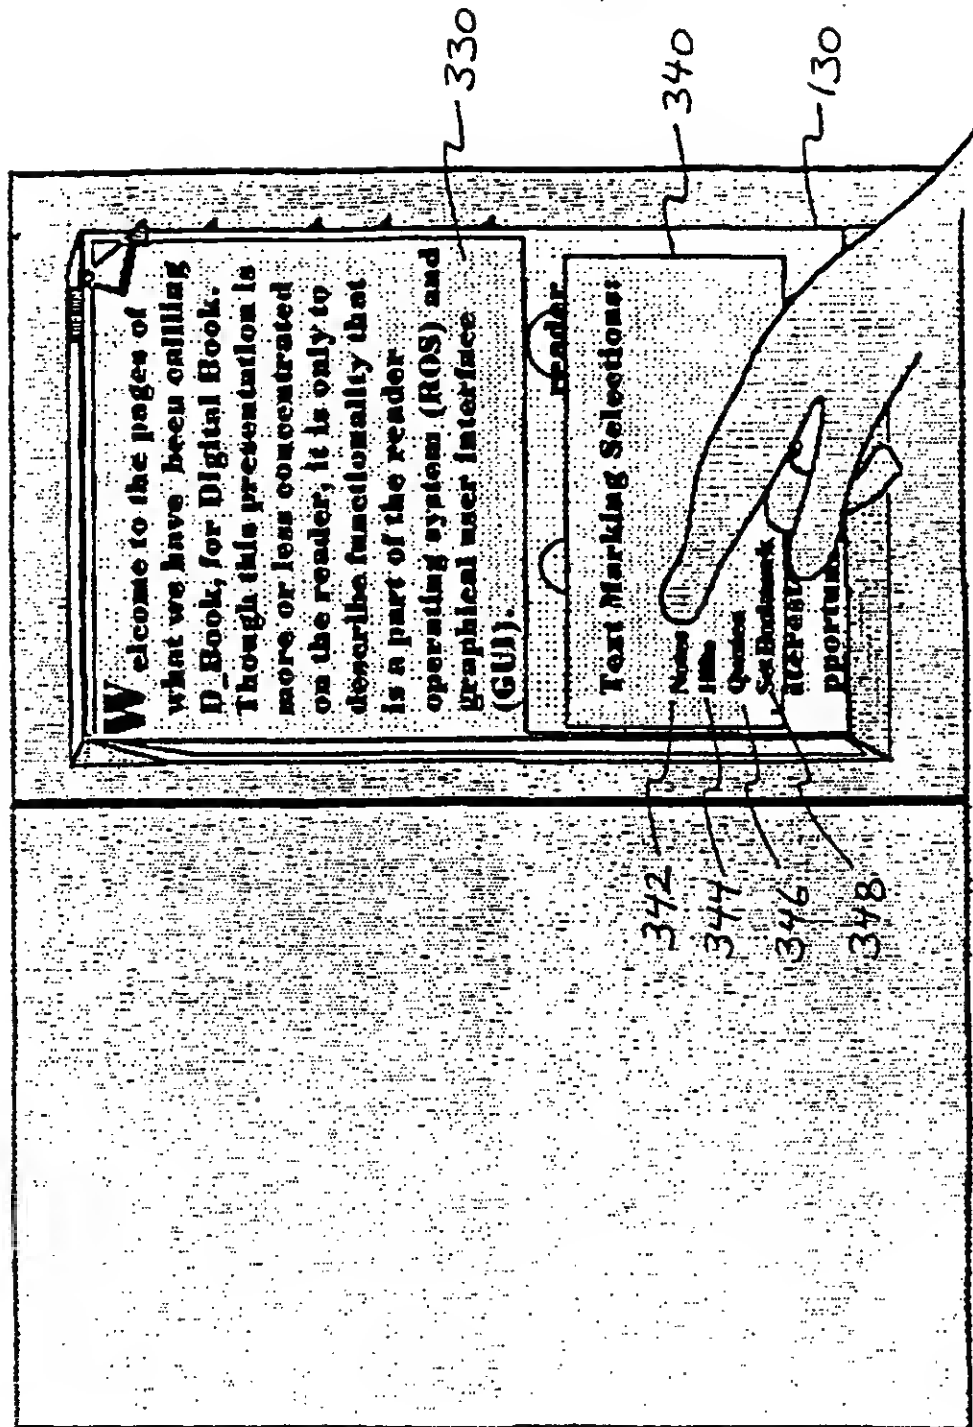 Welcome to the pages of
what we have been calling
D_Book, for Digital Book.
Though this presentation is
more or less concentrated
on the reader, it is only to
describe functionality that
is a part of the reader
operating system (ROS) and
graphical user interface
(GUI).
reader
Text Marking Selections:
Notes
Quotes
Set Bookmark
pportun
330
340
130
342
344
346
348